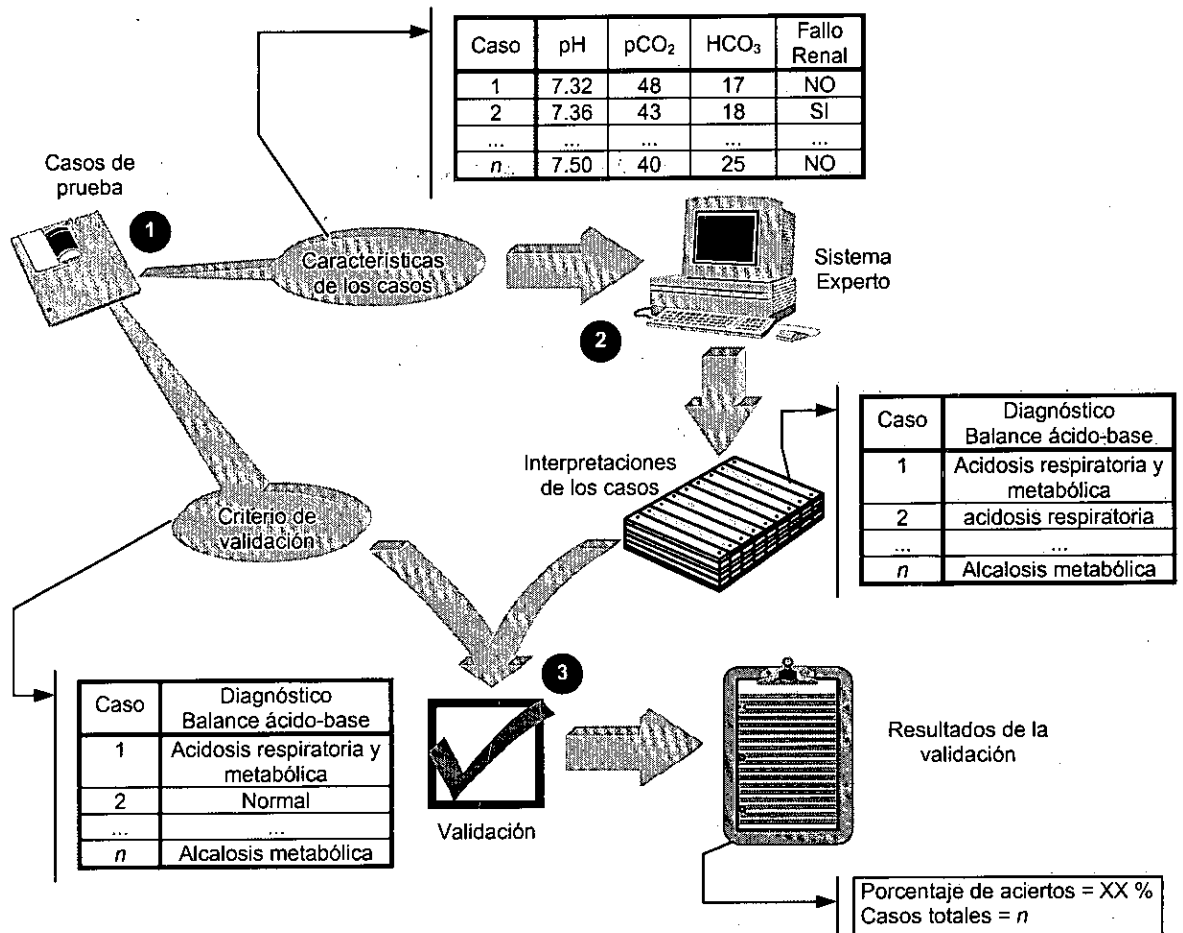 Caso pH pCO₂ HCO₃ Fallo Renal
1 7.32 48 17 NO
2 7.36 43 18 SI
... ... ... ... ...
n 7.50 40 25 NO
Casos de
prueba
1
Características
de los casos
Sistema
Experto
2
Caso Diagnóstico
Balance ácido-base
1 Acidosis respiratoria y
metabólica
2 acidosis respiratoria
... ...
n Alcalosis metabólica
Interpretaciones
de los casos
Criterio de
validación
3
Caso Diagnóstico
Balance ácido-base
1 Acidosis respiratoria y
metabólica
2 Normal
... ...
n Alcalosis metabólica
Validación
Resultados de la
validación
Porcentaje de aciertos = XX %
Casos totales = n